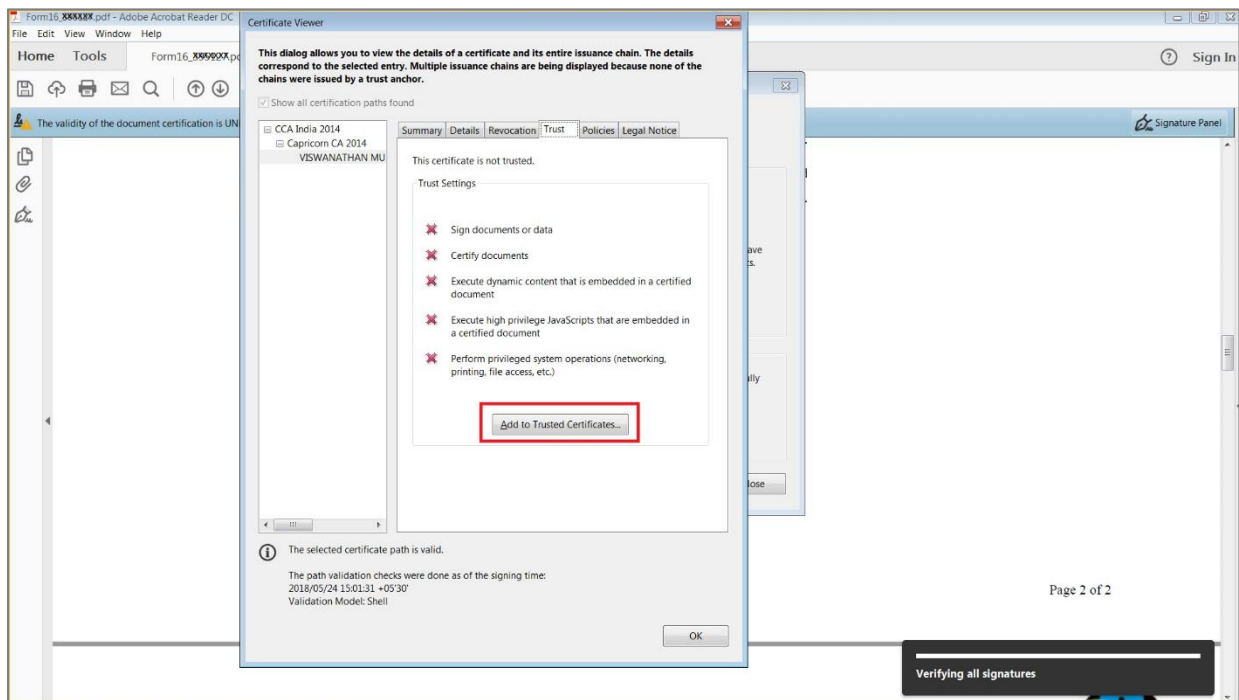 Form16_888888.pdf - Adobe Acrobat Reader DC
File Edit View Window Help
Home Tools
Sign In
The validity of the document certification is UN
Signature Panel
Certificate Viewer
This dialog allows you to view the details of a certificate and its entire issuance chain. The details
correspond to the selected entry. Multiple issuance chains are being displayed because none of the
chains were issued by a trust anchor.
Show all certification paths found
CCA India 2014
Capricorn CA 2014
VISWANATHAN MU
Summary Details Revocation Trust Policies Legal Notice
This certificate is not trusted.
Trust Settings
Sign documents or data
Certify documents
Execute dynamic content that is embedded in a certified
document
Execute high privilege JavaScripts that are embedded in
a certified document
Perform privileged system operations (networking,
printing, file access, etc.)
Add to Trusted Certificates...
The selected certificate path is valid.
The path validation checks were done as of the signing time:
2018/05/24 15:01:31 +05'30'
Validation Model: Shell
OK
Page 2 of 2
Verifying all signatures